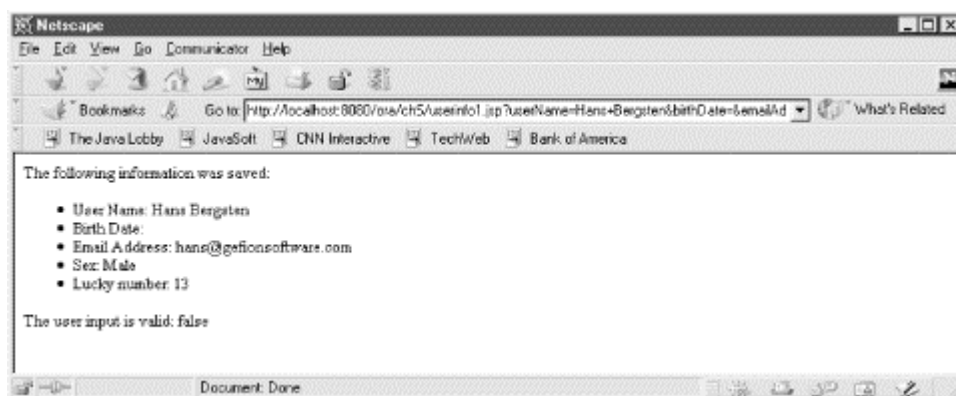 Netscape
File Edit View Go Communicator Help
My
Bookmarks Go to: http://localhost:8080/ora/ch5/userinfo1.jsp?userName=Hans+Bergsten&birthDate=&emailAd What's Related
The Java Lobby JavaSoft CNN Interactive TechWeb Bank of America
The following information was saved:
• User Name: Hans Bergsten
• Birth Date:
• Email Address: hans@gefionsoftware.com
• Sex: Male
• Lucky number: 13
The user input is valid: false
Document: Done